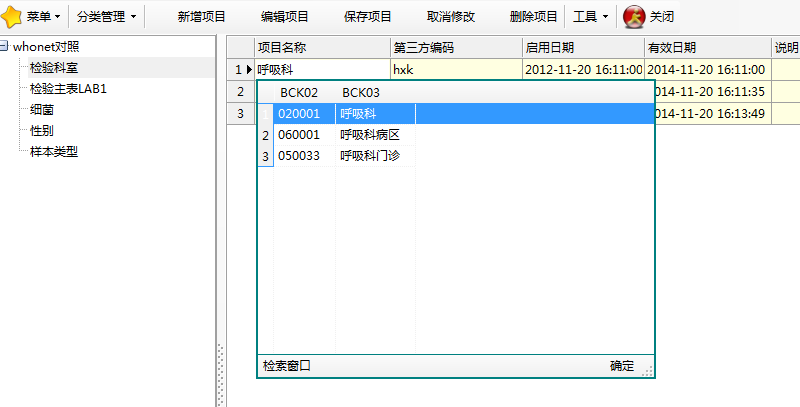 菜单 分类管理 新增项目 编辑项目 保存项目 取消修改 删除项目 工具 关闭
whonet对照
检验科室
检验主表LAB1
细菌
性别
样本类型
项目名称 第三方编码 启用日期 有效日期 说明
1 呼吸科 hxk 2012-11-20 16:11:00 2014-11-20 16:11:00
2 014-11-20 16:11:35
3 014-11-20 16:13:49
BCK02 BCK03
020001 呼吸科
2 060001 呼吸科病区
3 050033 呼吸科门诊
检索窗口 确定